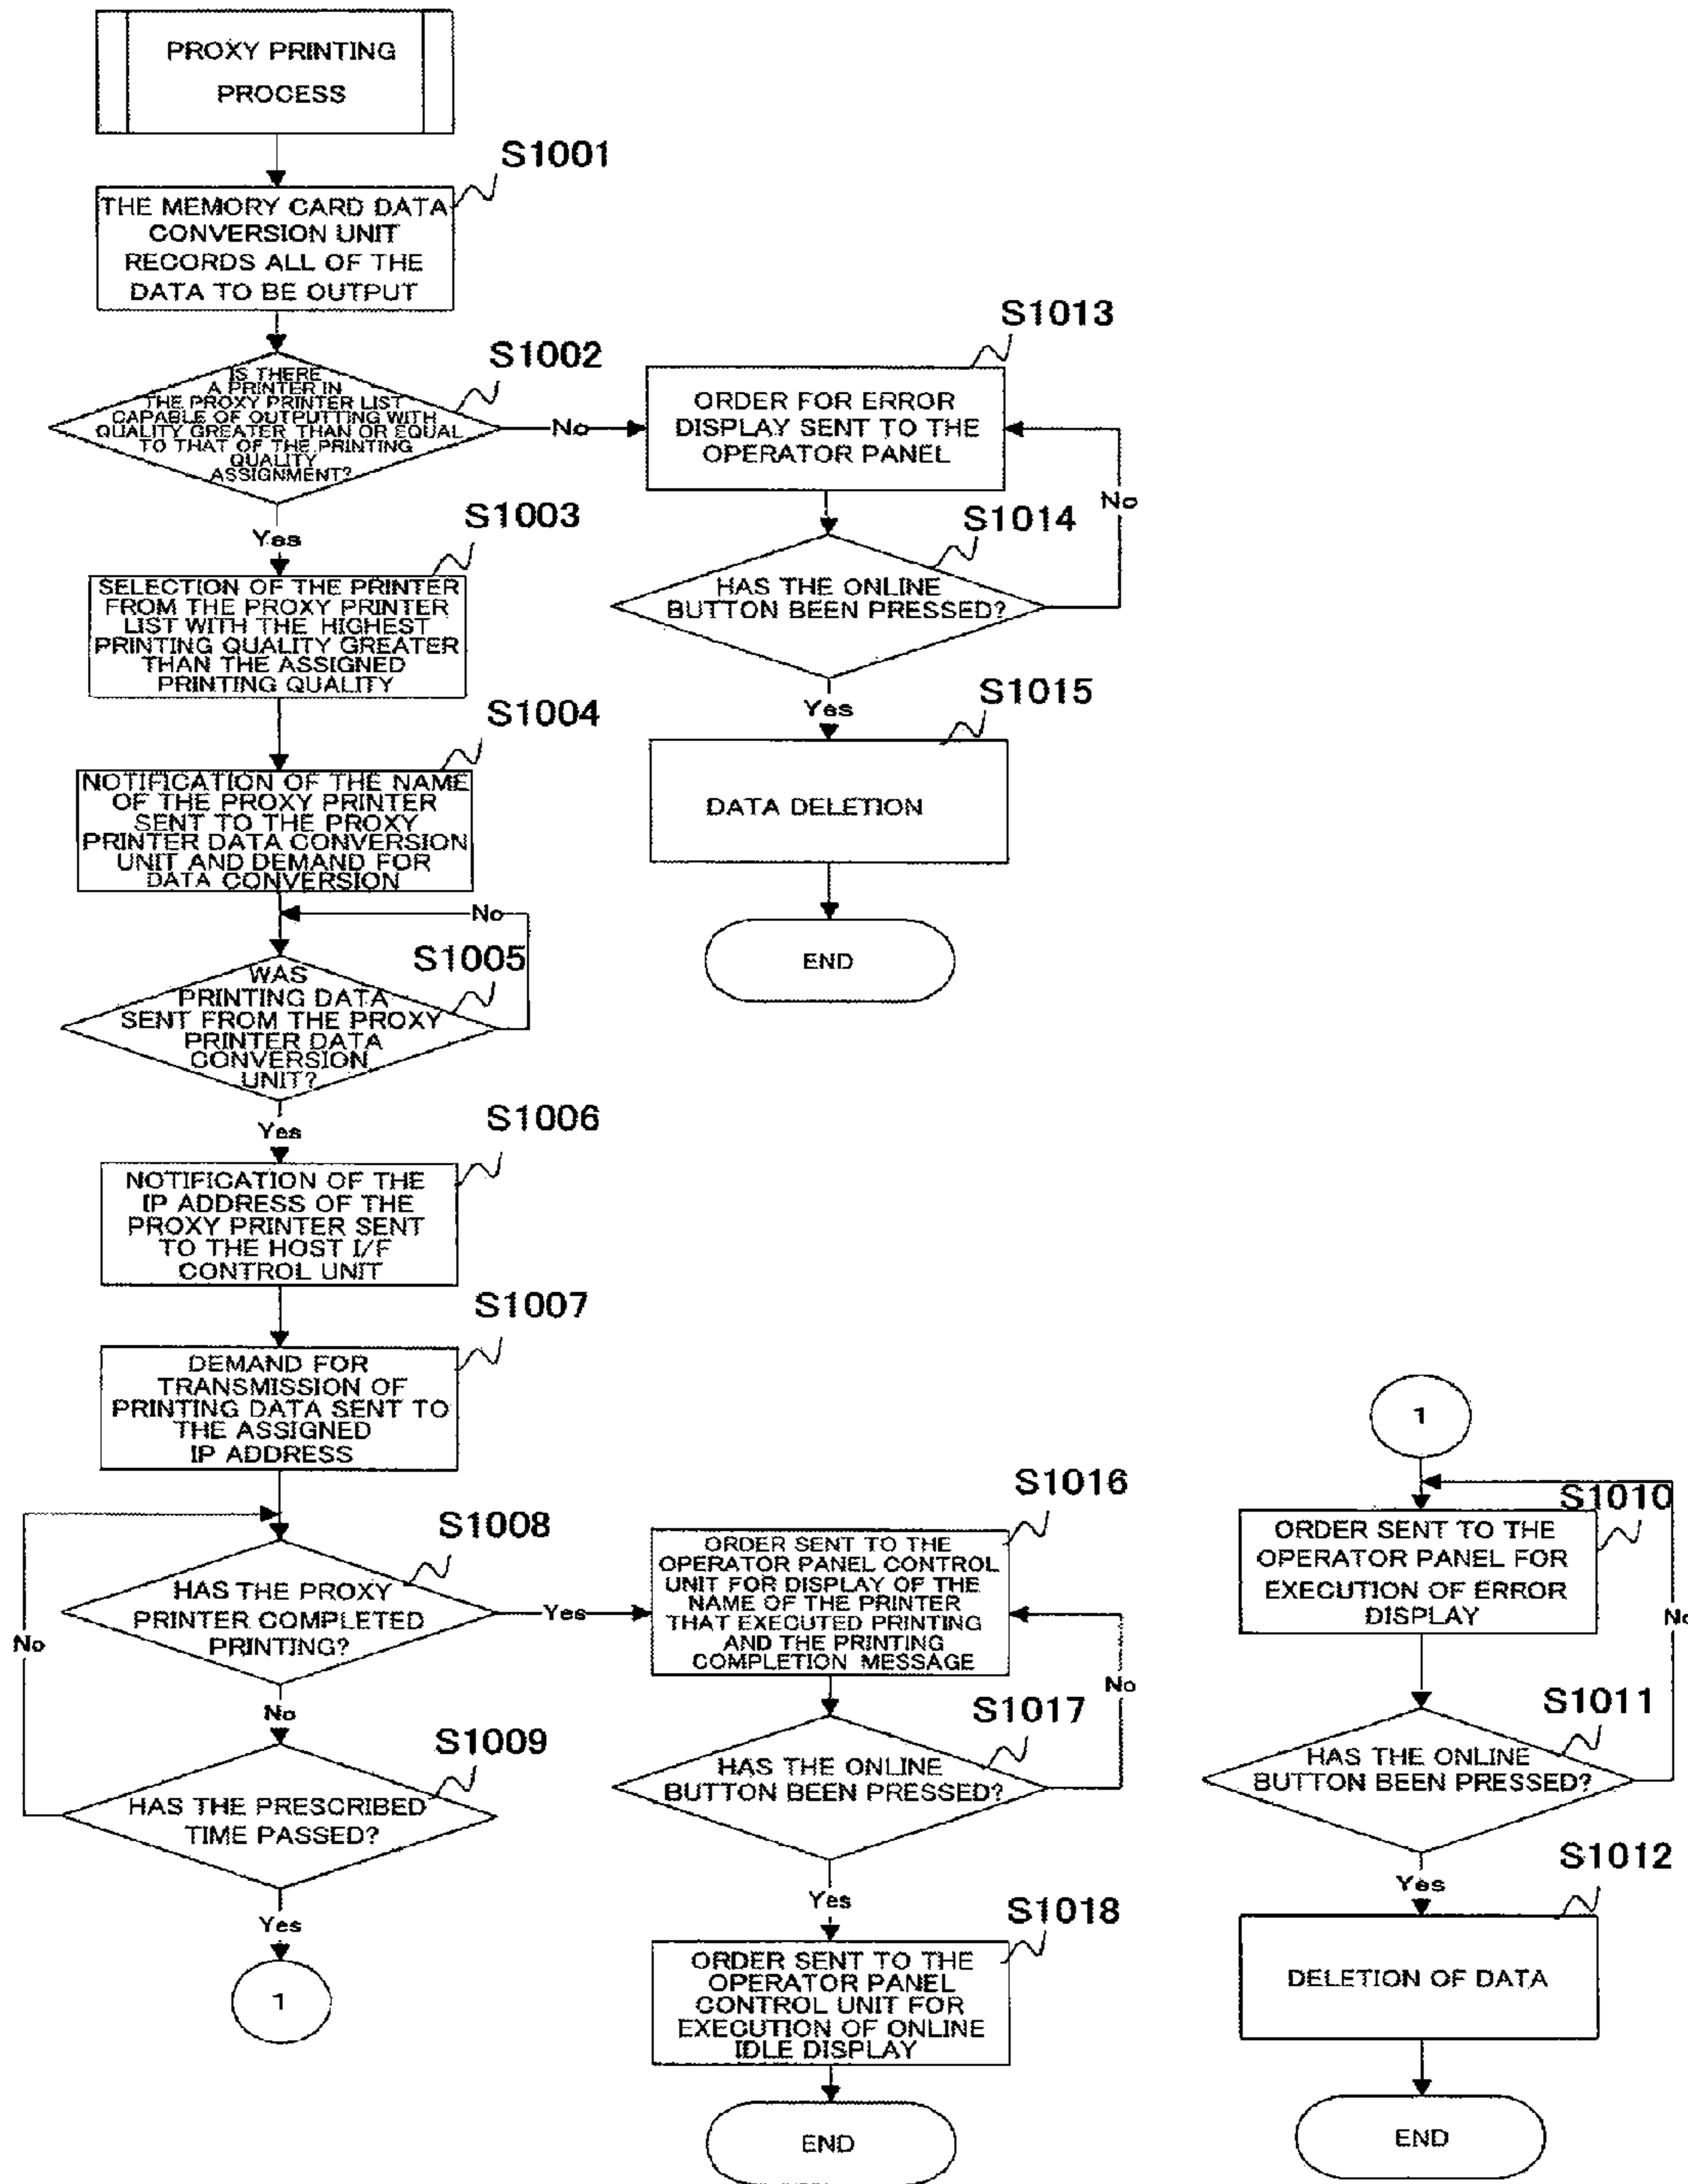 PROXY PRINTING
PROCESS
S1001
THE MEMORY CARD DATA
CONVERSION UNIT
RECORDS ALL OF THE
DATA TO BE OUTPUT
S1002
IS THERE
A PRINTER IN
THE PROXY PRINTER LIST
CAPABLE OF OUTPUTTING WITH
QUALITY GREATER THAN OR EQUAL
TO THAT OF THE PRINTING
QUALITY
ASSIGNMENT?
No
Yes
S1003
SELECTION OF THE PRINTER
FROM THE PROXY PRINTER
LIST WITH THE HIGHEST
PRINTING QUALITY GREATER
THAN THE ASSIGNED
PRINTING QUALITY
S1004
NOTIFICATION OF THE NAME
OF THE PROXY PRINTER
SENT TO THE PROXY
PRINTER DATA CONVERSION
UNIT AND DEMAND FOR
DATA CONVERSION
No
S1005
WAS
PRINTING DATA
SENT FROM THE PROXY
PRINTER DATA
CONVERSION
UNIT?
Yes
S1006
NOTIFICATION OF THE
IP ADDRESS OF THE
PROXY PRINTER SENT
TO THE HOST I/F
CONTROL UNIT
S1007
DEMAND FOR
TRANSMISSION OF
PRINTING DATA SENT TO
THE ASSIGNED
IP ADDRESS
S1008
HAS THE PROXY
PRINTER COMPLETED
PRINTING?
Yes
No
No
S1009
HAS THE PRESCRIBED
TIME PASSED?
Yes
1
S1013
ORDER FOR ERROR
DISPLAY SENT TO THE
OPERATOR PANEL
No
S1014
HAS THE ONLINE
BUTTON BEEN PRESSED?
Yes
S1015
DATA DELETION
END
S1016
ORDER SENT TO THE
OPERATOR PANEL CONTROL
UNIT FOR DISPLAY OF THE
NAME OF THE PRINTER
THAT EXECUTED PRINTING
AND THE PRINTING
COMPLETION MESSAGE
No
S1017
HAS THE ONLINE
BUTTON BEEN PRESSED?
Yes
S1018
ORDER SENT TO THE
OPERATOR PANEL
CONTROL UNIT FOR
EXECUTION OF ONLINE
IDLE DISPLAY
END
1
S1010
ORDER SENT TO THE
OPERATOR PANEL FOR
EXECUTION OF ERROR
DISPLAY
No
S1011
HAS THE ONLINE
BUTTON BEEN PRESSED?
Yes
S1012
DELETION OF DATA
END